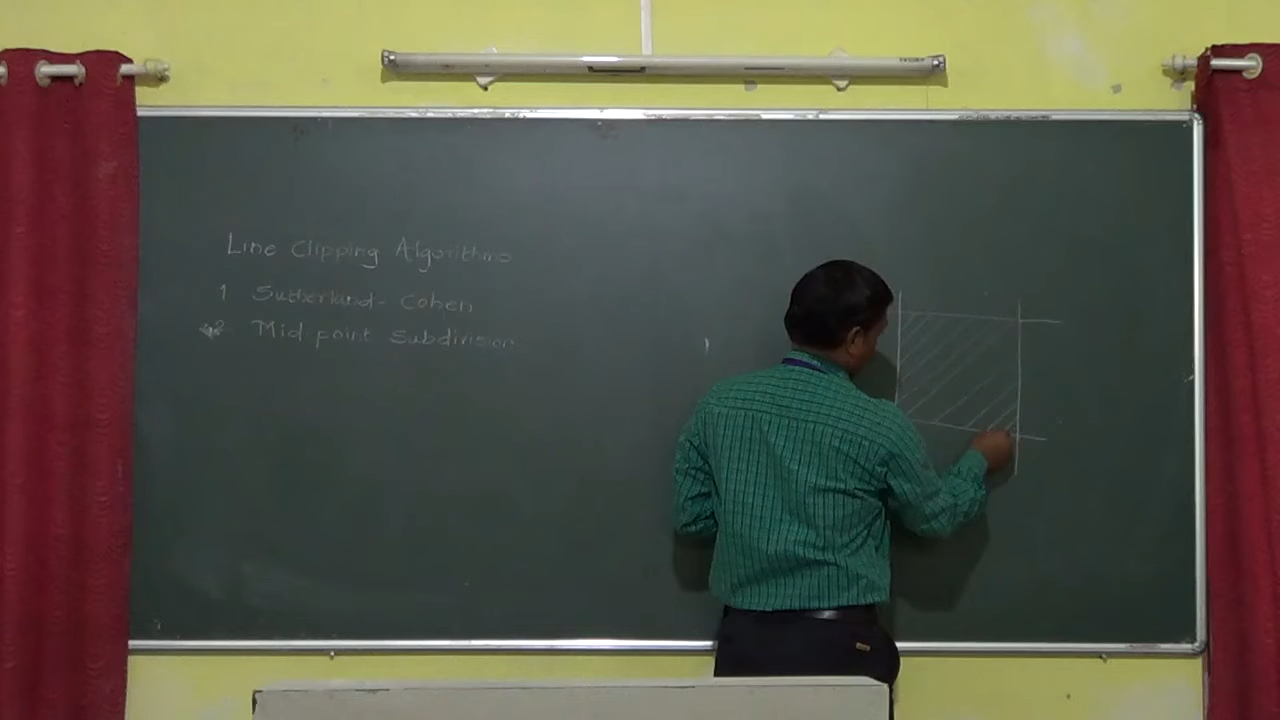 Line Clipping Algorithms
1 Sutherland-Cohen
2 Mid point Subdivision